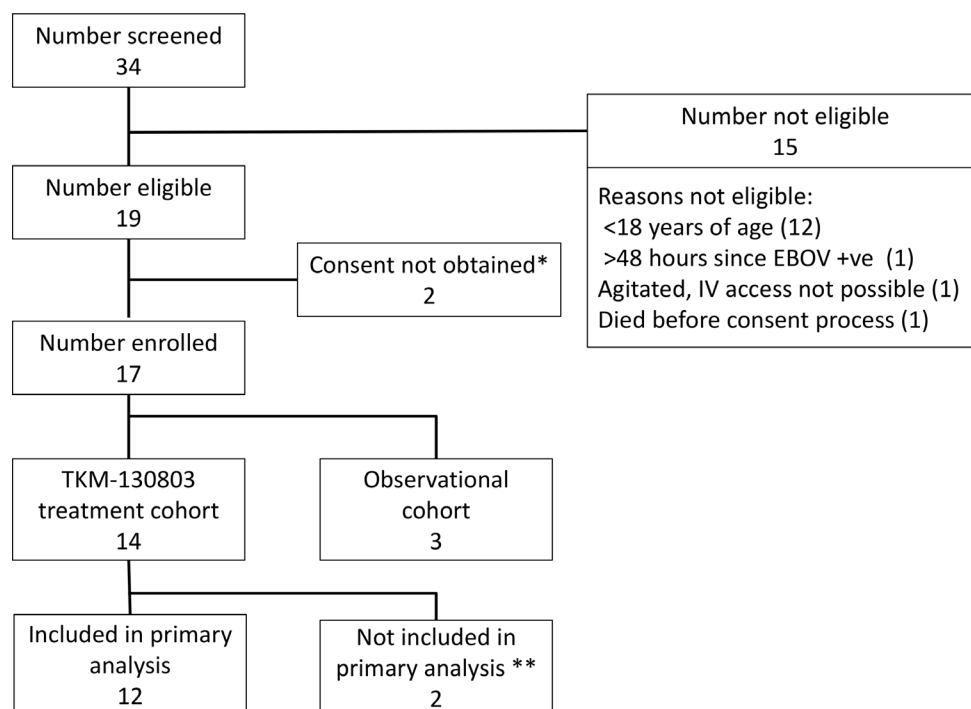 Number screened
34
Number not eligible
15
Reasons not eligible:
<18 years of age (12)
>48 hours since EBOV +ve (1)
Agitated, IV access not possible (1)
Died before consent process (1)
Number eligible
19
Consent not obtained*
2
Number enrolled
17
TKM-130803
treatment cohort
14
Observational
cohort
3
Included in primary
analysis
12
Not included in
primary analysis **
2